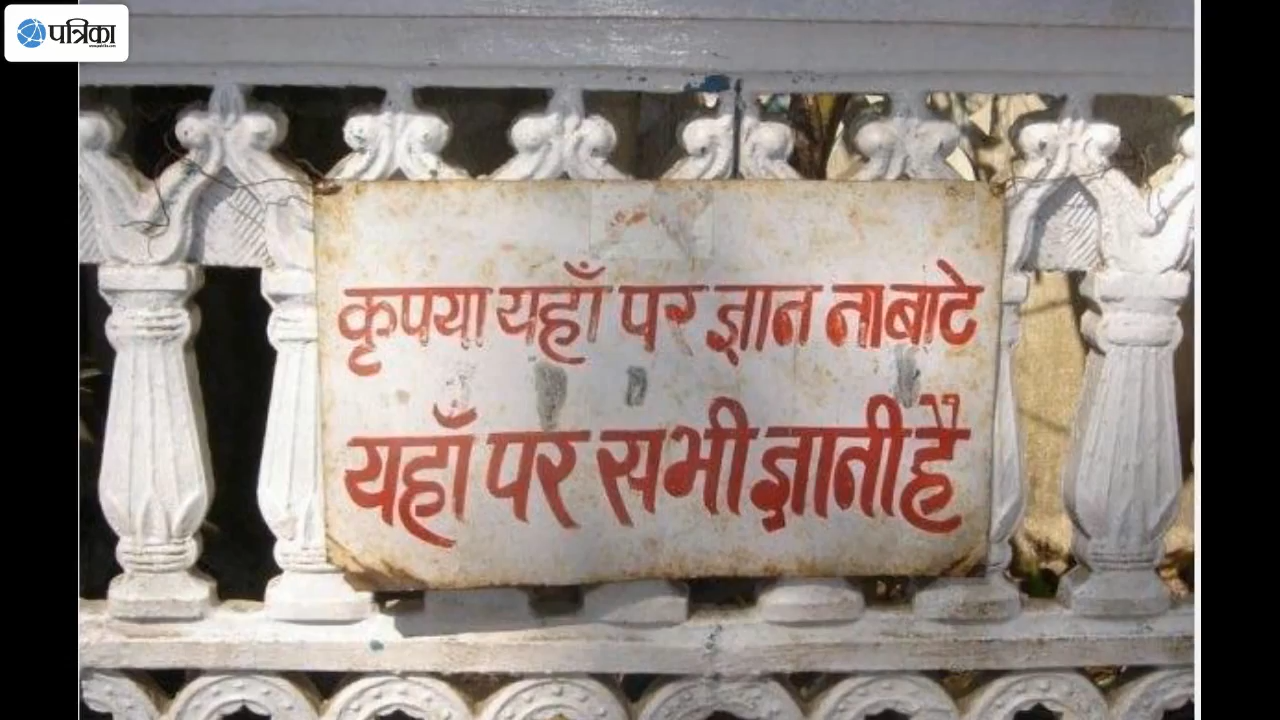 पत्रिका
कृपया यहाँ पर ज्ञान ना बाटे
यहाँ पर सभी ज्ञानी है